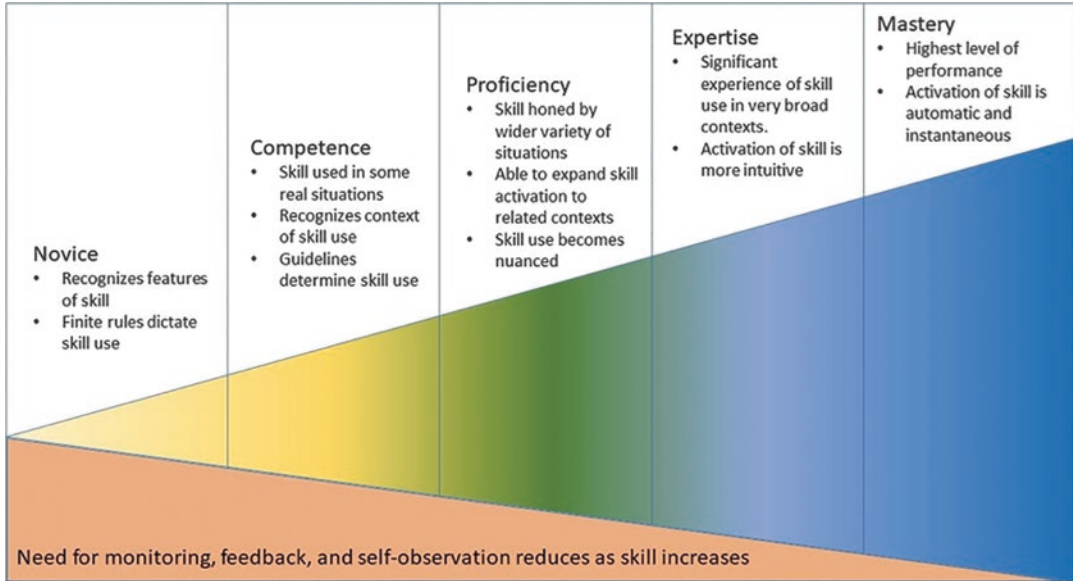 Novice
• Recognizes features
of skill
• Finite rules dictate
skill use
Competence
• Skill used in some
real situations
• Recognizes context
of skill use
• Guidelines
determine skill use
Proficiency
• Skill honed by
wider variety of
situations
• Able to expand skill
activation to
related contexts
• Skill use becomes
nuanced
Expertise
• Significant
experience of skill
use in very broad
contexts.
• Activation of skill is
more intuitive
Mastery
• Highest level of
performance
• Activation of skill is
automatic and
instantaneous
Need for monitoring, feedback, and self-observation reduces as skill increases